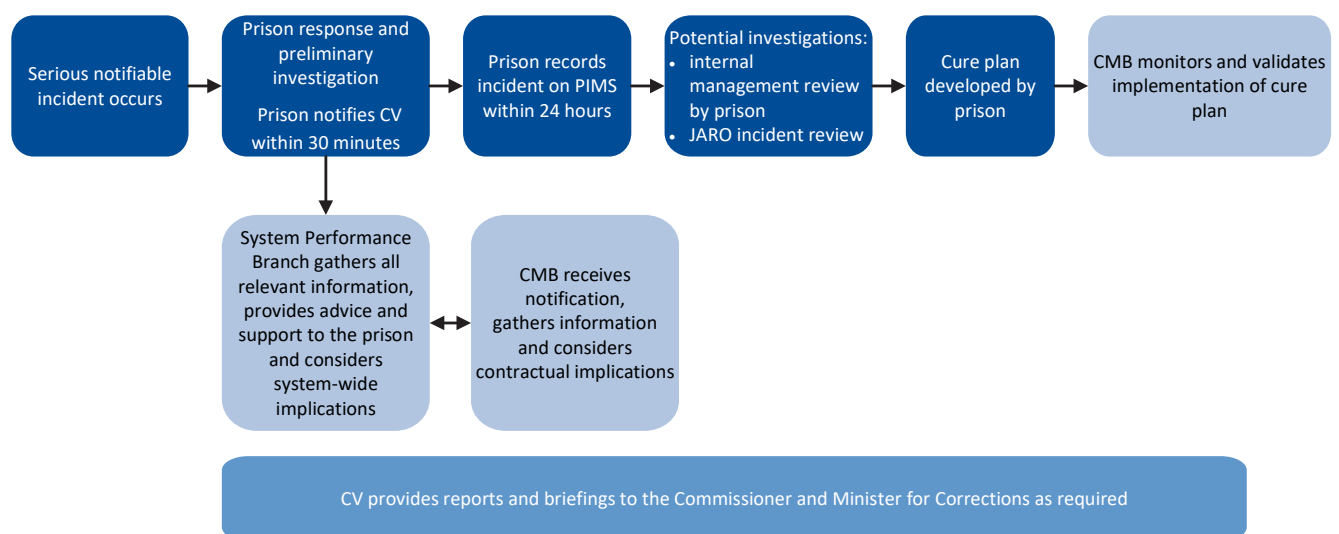 Serious notifiable
incident occurs
Prison response and
preliminary
investigation
Prison notifies CV
within 30 minutes
Prison records
incident on PIMS
within 24 hours
Potential investigations:
• internal
management review
by prison
• JARO incident review
Cure plan
developed by
prison
CMB monitors and validates
implementation of cure
plan
System Performance
Branch gathers all
relevant information,
provides advice and
support to the prison
and considers
system-wide
implications
CMB receives
notification,
gathers information
and considers
contractual implications
CV provides reports and briefings to the Commissioner and Minister for Corrections as required